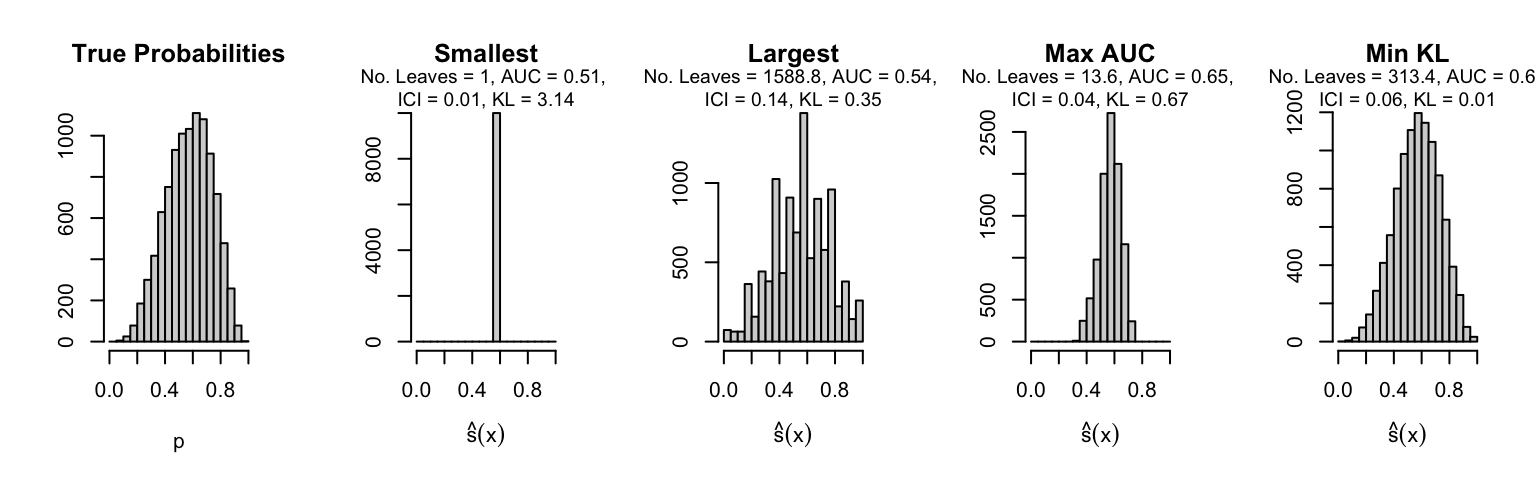 True Probabilities
1000
600
200
0
0.0 0.4 0.8
p
Smallest
No. Leaves = 1, AUC = 0.51,
ICI = 0.01, KL = 3.14
8000
4000
0
0.0 0.4 0.8
ŝ(x)
Largest
No. Leaves = 1588.8, AUC = 0.54,
ICI = 0.14, KL = 0.35
1000
500
0
0.0 0.4 0.8
ŝ(x)
Max AUC
No. Leaves = 13.6, AUC = 0.65,
ICI = 0.04, KL = 0.67
2500
1500
500
0
0.0 0.4 0.8
ŝ(x)
Min KL
No. Leaves = 313.4, AUC = 0.6
ICI = 0.06, KL = 0.01
1200
800
400
0
0.0 0.4 0.8
ŝ(x)